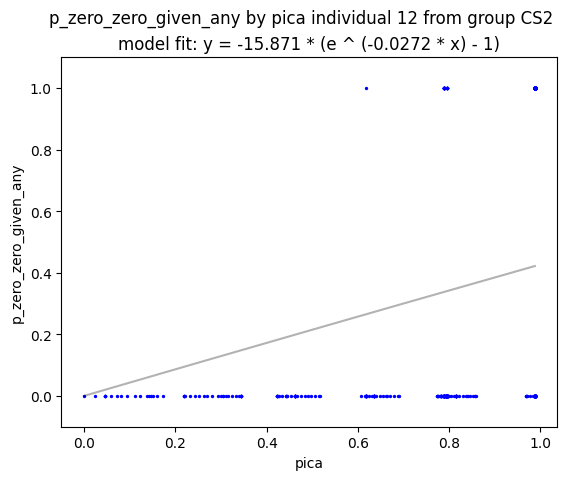 p_zero_zero_given_any by pica individual 12 from group CS2
model fit: y = -15.871 * (e ^ (-0.0272 * x) - 1)
1.0
0.8
0.6
0.4
0.2
0.0
p_zero_zero_given_any
0.0 0.2 0.4 0.6 0.8 1.0
pica